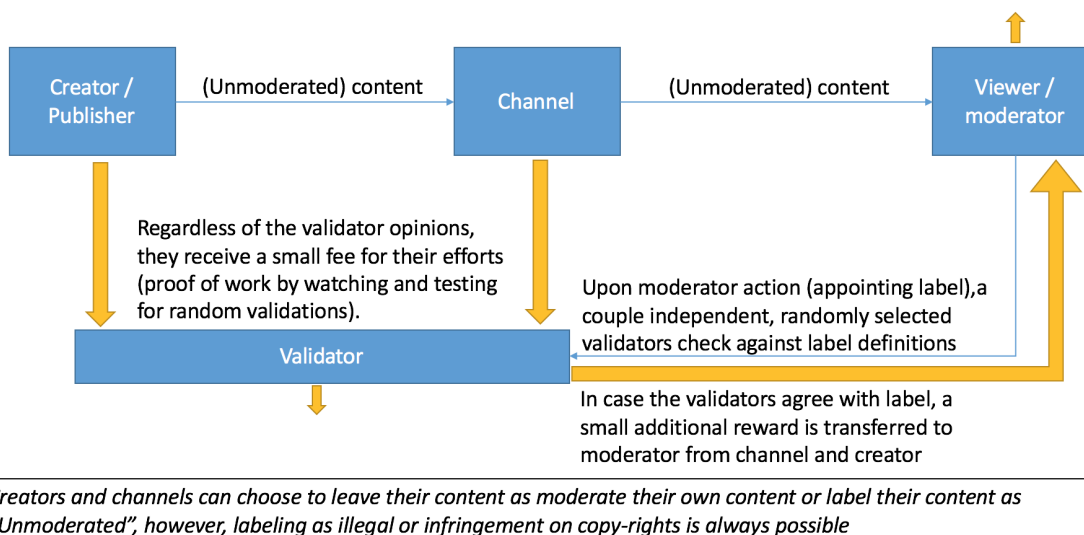 Creator /
Publisher
(Unmoderated) content
Channel
(Unmoderated) content
Viewer /
moderator
Regardless of the validator opinions,
they receive a small fee for their efforts
(proof of work by watching and testing
for random validations).
Upon moderator action (appointing label),a
couple independent, randomly selected
validators check against label definitions
Validator
In case the validators agree with label, a
small additional reward is transferred to
moderator from channel and creator
reators and channels can choose to leave their content as moderate their own content or label their content as
Unmoderated”, however, labeling as illegal or infringement on copy-rights is always possible